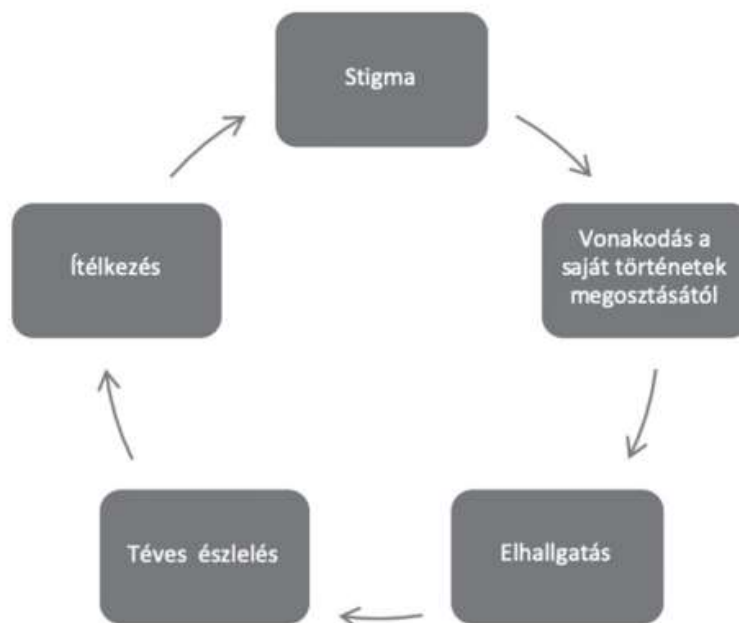 Stigma
Vonakodás a
saját történetek
megosztásától
Elhallgatás
Téves észlelés
Ítélkezés